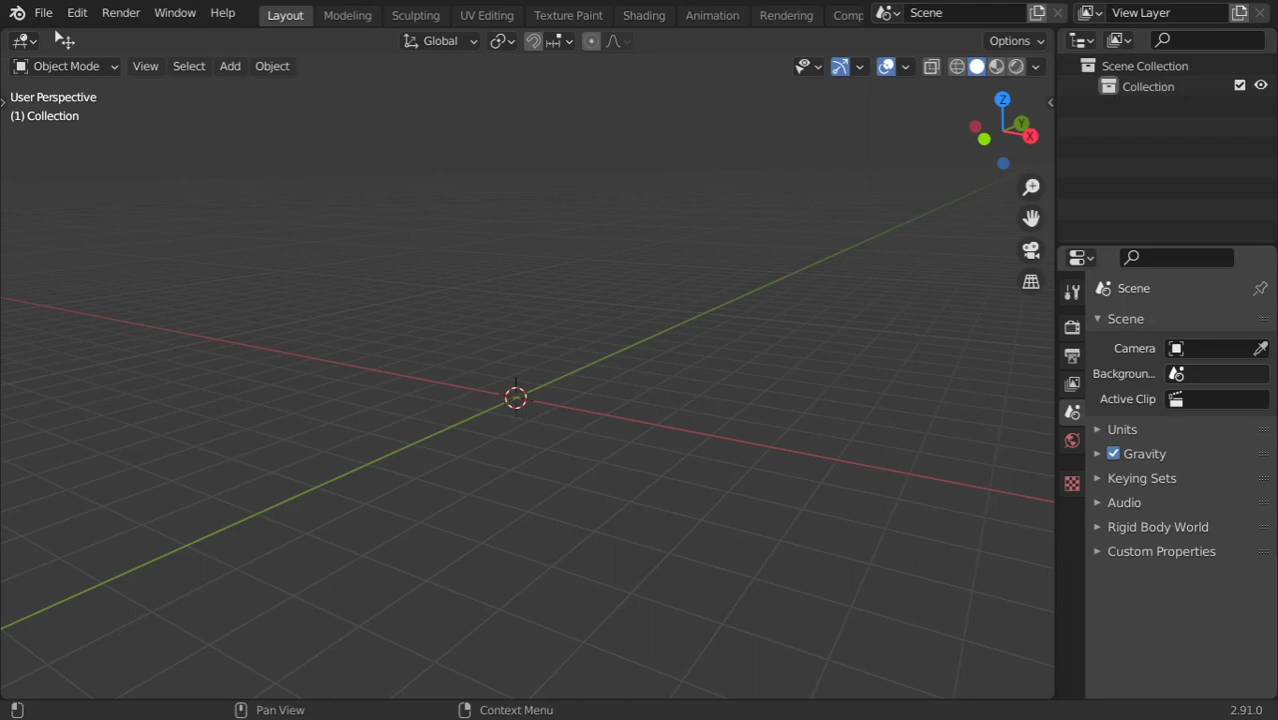 File Edit Render Window Help Layout Modeling Sculpting UV Editing Texture Paint Shading Animation Rendering Comp Scene View Layer
Global Options
Object Mode View Select Add Object
User Perspective
(1) Collection
Z
Y
X
Scene Collection
Collection
Scene
Scene
Camera
Backgroun...
Active Clip
Units
Gravity
Keying Sets
Audio
Rigid Body World
Custom Properties
Pan View Context Menu 2.91.0